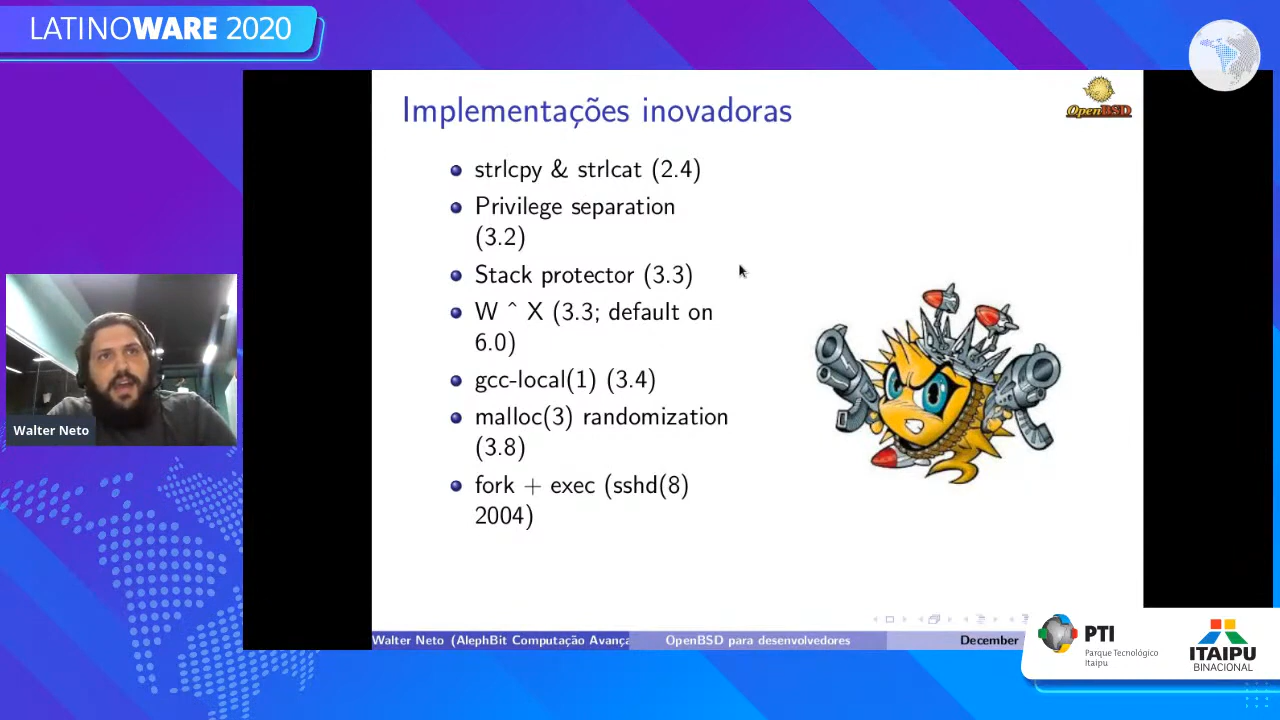 LATINOWARE 2020
Implementações inovadoras
OpenBSD
strlcpy & strlcat (2.4)
Privilege separation
(3.2)
Stack protector (3.3)
W ^ X (3.3; default on
6.0)
gcc-local(1) (3.4)
malloc(3) randomization
(3.8)
fork + exec (sshd(8)
2004)
Walter Neto
Walter Neto (AlephBit Computação Avança
OpenBSD para desenvolvedores
December
PTI
Parque Tecnológico
Itaipu
ITAIPU
BINACIONAL